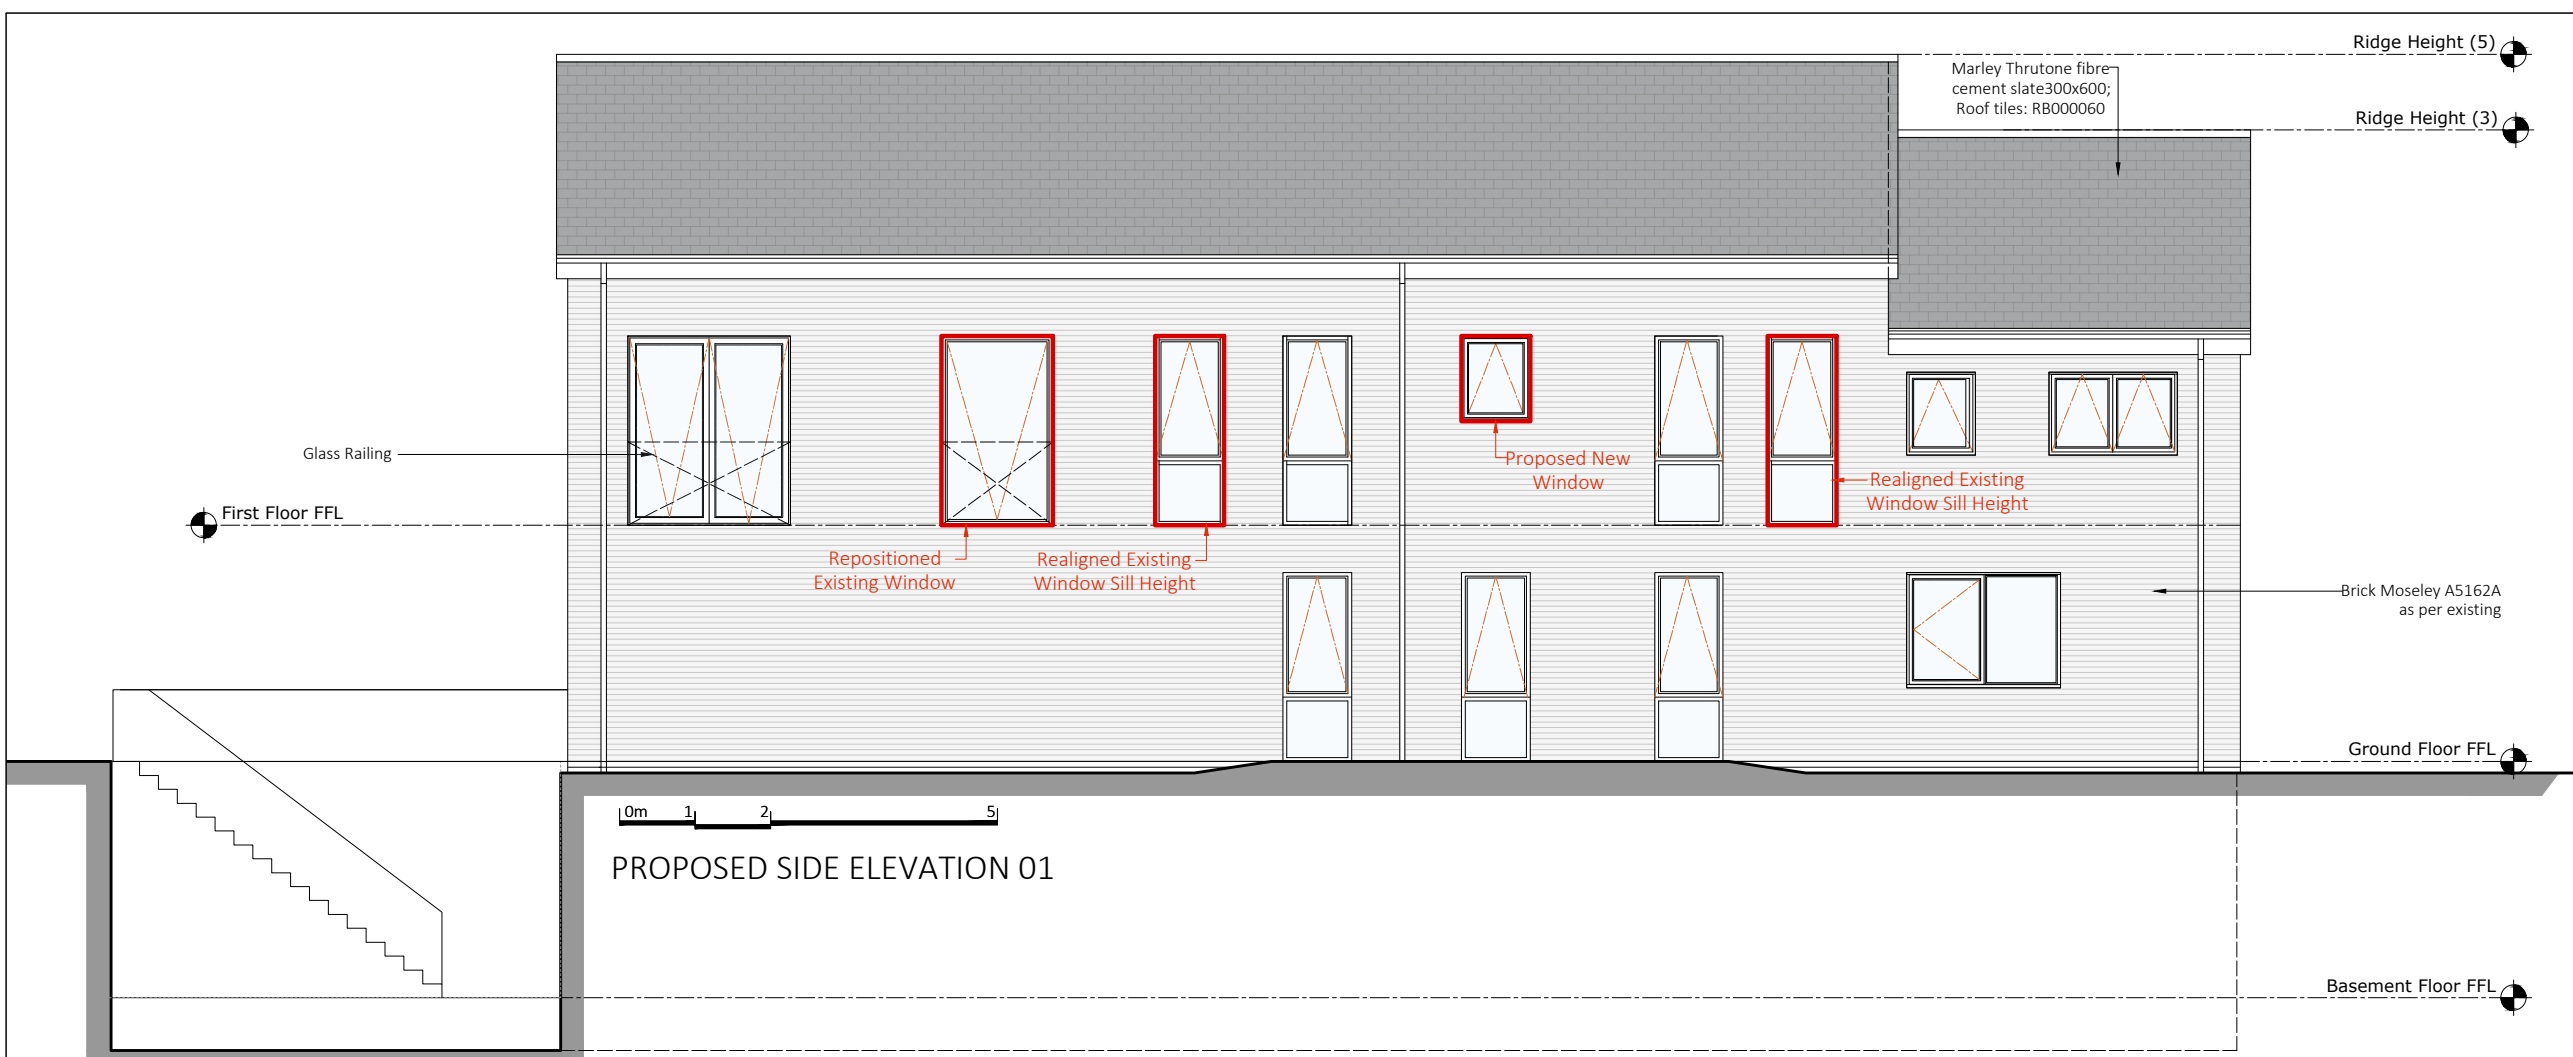 Ridge Height (5)
Marley Thrutone fibre
cement slate300x600;
Roof tiles: RB000060
Ridge Height (3)
Glass Railing
Proposed New
Window
Realigned Existing
Window Sill Height
First Floor FFL
Repositioned
Existing Window
Realigned Existing
Window Sill Height
Brick Moseley A5162A
as per existing
Ground Floor FFL
0m 1 2 5
PROPOSED SIDE ELEVATION 01
Basement Floor FFL